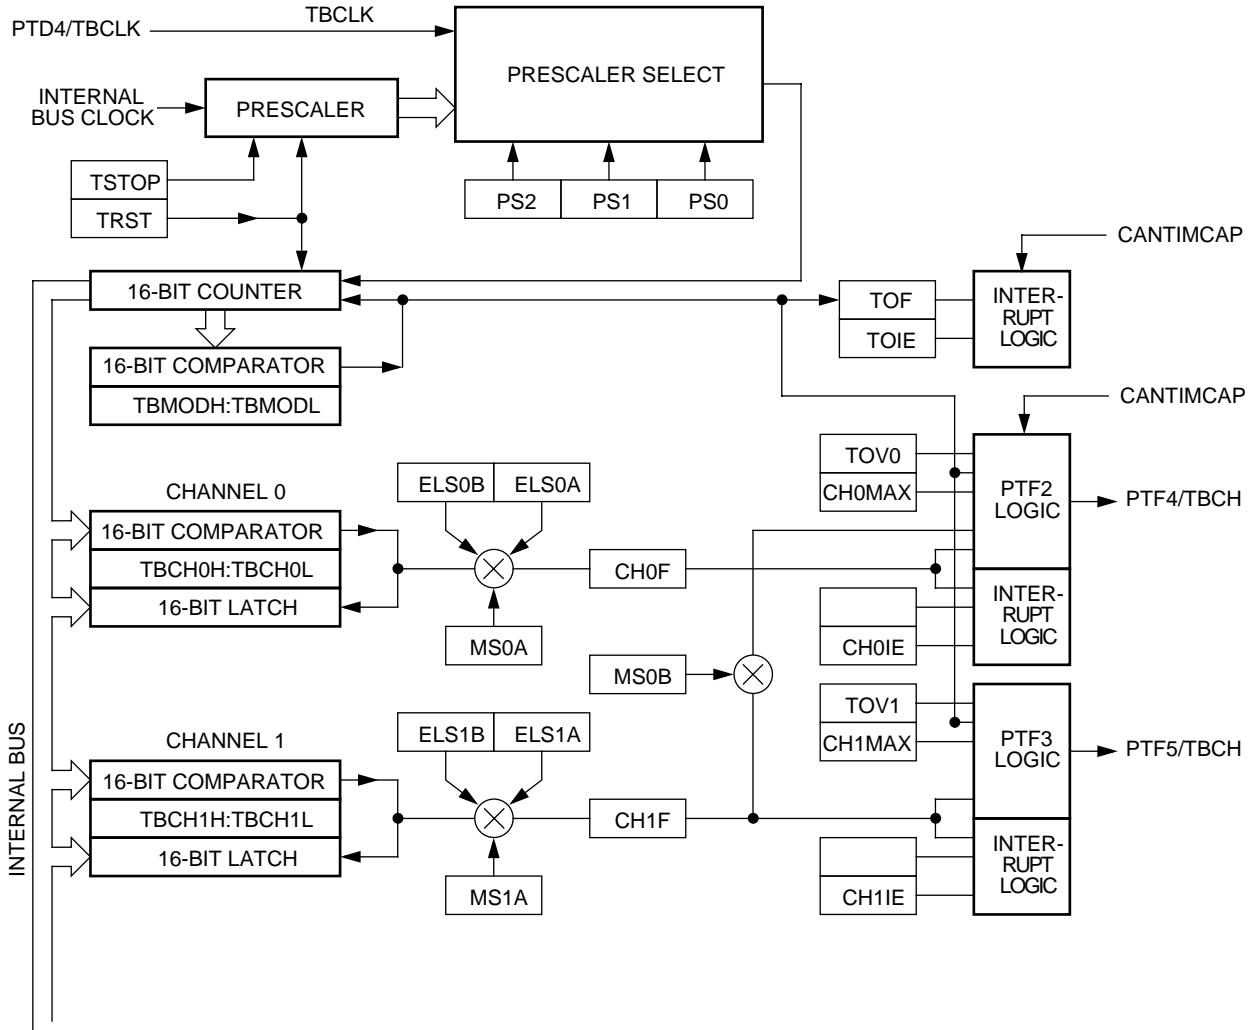 TBCLK
PTD4/TBCLK
PRESCALER SELECT
INTERNAL
BUS CLOCK
PRESCALER
TSTOP
TRST
PS2
PS1
PS0
CANTIMCAP
16-BIT COUNTER
TOF
TOIE
INTER-
RUPT
LOGIC
16-BIT COMPARATOR
TBMODH:TBMODL
CANTIMCAP
TOV0
CH0MAX
PTF2
LOGIC
PTF4/TBCH
CHANNEL 0
ELS0B
ELS0A
16-BIT COMPARATOR
TBCH0H:TBCH0L
16-BIT LATCH
CH0F
MS0A
INTER-
RUPT
LOGIC
CH0IE
MS0B
TOV1
CH1MAX
PTF3
LOGIC
PTF5/TBCH
INTERNAL BUS
CHANNEL 1
ELS1B
ELS1A
16-BIT COMPARATOR
TBCH1H:TBCH1L
16-BIT LATCH
CH1F
MS1A
INTER-
RUPT
LOGIC
CH1IE